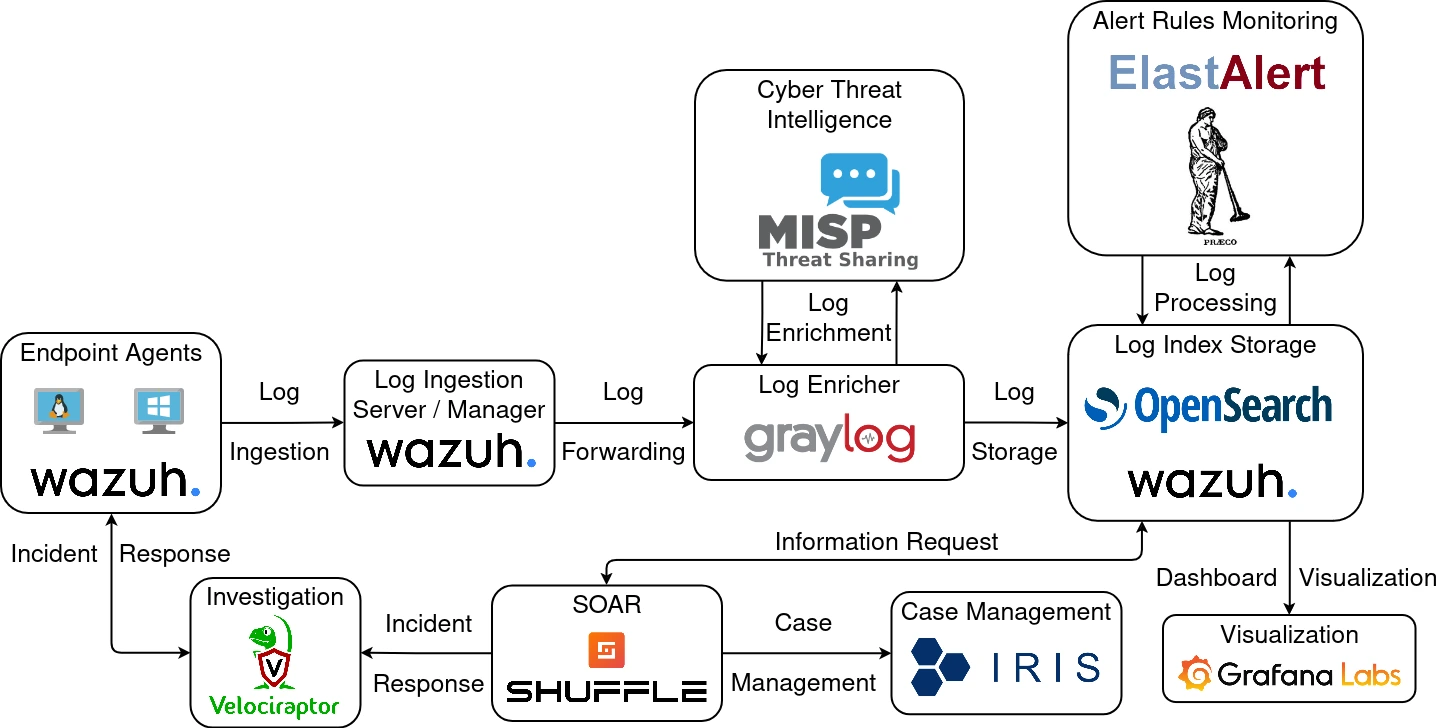 Alert Rules Monitoring
ElastAlert
PRÆCO
Cyber Threat
Intelligence
MISP
Threat Sharing
Log
Processing
Log
Enrichment
Endpoint Agents
wazuh.
Log
Ingestion
Log Ingestion
Server / Manager
wazuh.
Log
Forwarding
Log Enricher
graylog
Log
Storage
Log Index Storage
OpenSearch
wazuh.
Incident Response
Information Request
Dashboard Visualization
Investigation
V
Velociraptor
Incident
Response
SOAR
SHUFFLE
Case
Management
Case Management
IRIS
Visualization
Grafana Labs